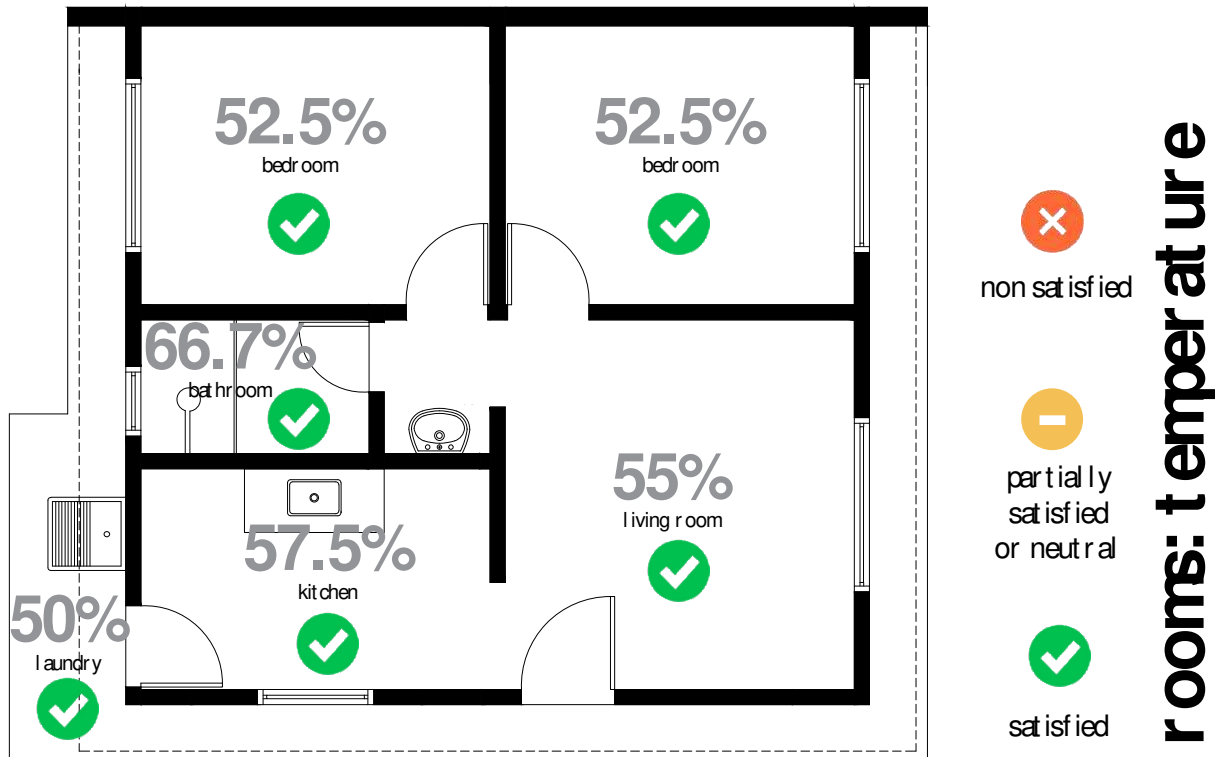 52.5%
bedroom
52.5%
bedroom
66.7%
bathroom
55%
living room
57.5%
kitchen
50%
laundry
non satisfied
partially
satisfied
or neutral
satisfied
rooms: temperature